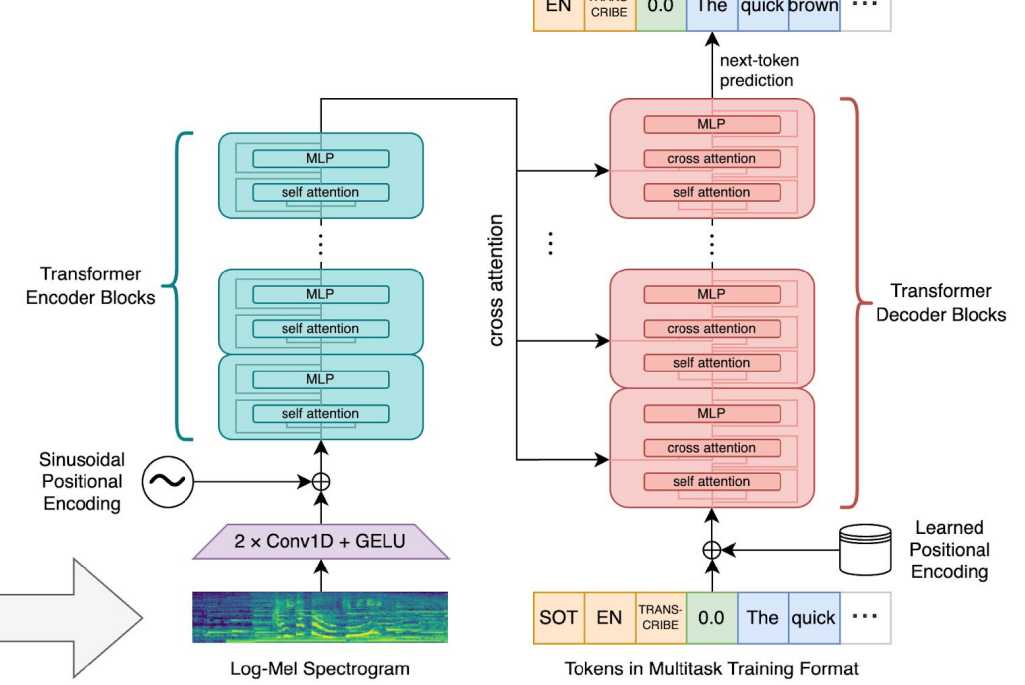 EN TRANS- CRIBE 0.0 The quick brown ...
next-token
prediction
MLP
cross attention
self attention
MLP
self attention
cross attention
Transformer
Encoder Blocks
MLP
self attention
MLP
self attention
MLP
cross attention
self attention
MLP
cross attention
self attention
Transformer
Decoder Blocks
Sinusoidal
Positional
Encoding
2 × Conv1D + GELU
Learned
Positional
Encoding
SOT EN TRANS- CRIBE 0.0 The quick ...
Log-Mel Spectrogram
Tokens in Multitask Training Format